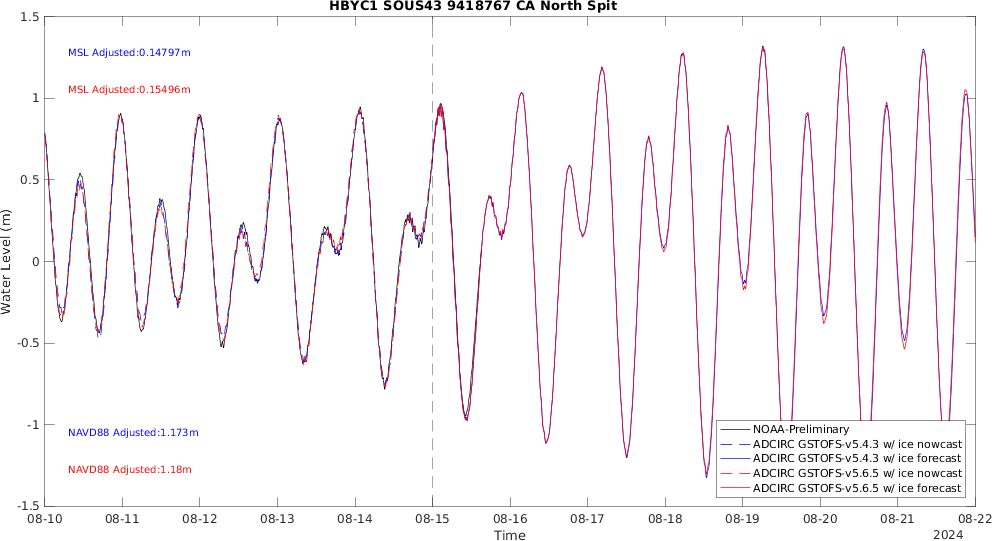 HBYC1 SOUS43 9418767 CA North Spit
1.5
1
0.5
0
-0.5
-1
-1.5
Water Level (m)
MSL Adjusted:0.14797m
MSL Adjusted:0.15496m
NAVD88 Adjusted:1.173m
NAVD88 Adjusted:1.18m
NOAA-Preliminary
ADCIRC GSTOFS-v5.4.3 w/ ice nowcast
ADCIRC GSTOFS-v5.4.3 w/ ice forecast
ADCIRC GSTOFS-v5.6.5 w/ ice nowcast
ADCIRC GSTOFS-v5.6.5 w/ ice forecast
08-10 08-11 08-12 08-13 08-14 08-15 08-16 08-17 08-18 08-19 08-20 08-21 08-22
Time
2024